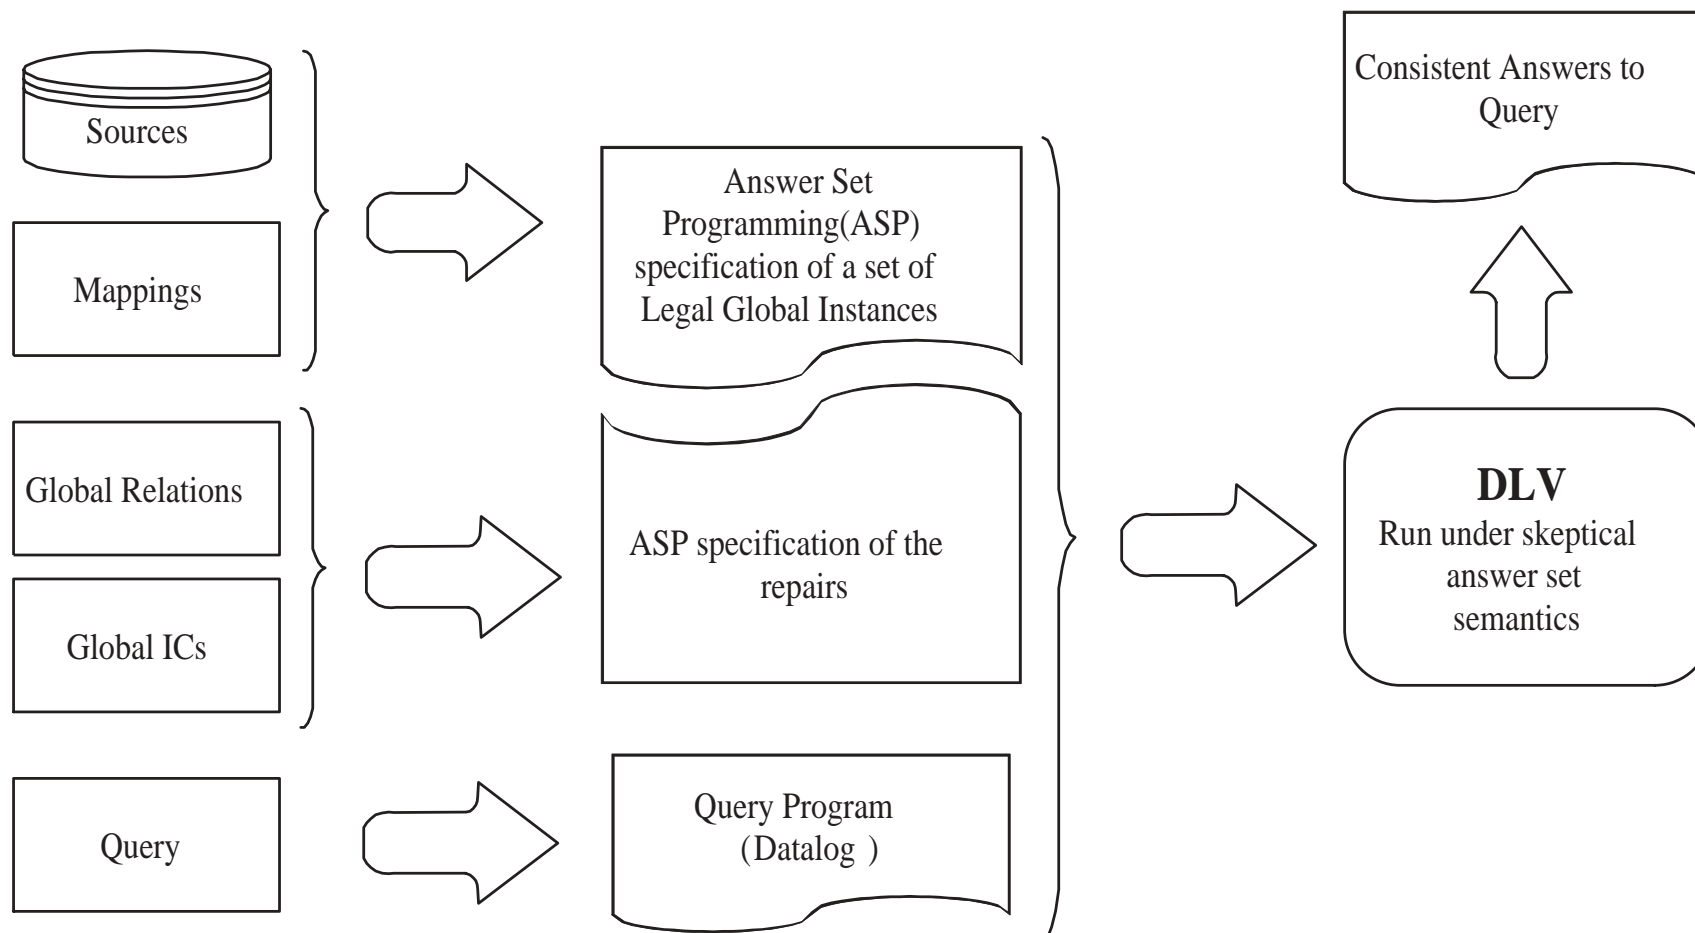 Sources
Mappings
Global Relations
Global ICs
Query
Answer Set
Programming(ASP)
specification of a set of
Legal Global Instances
ASP specification of the
repairs
Query Program
(Datalog )
DLV
Run under skeptical
answer set
semantics
Consistent Answers to
Query